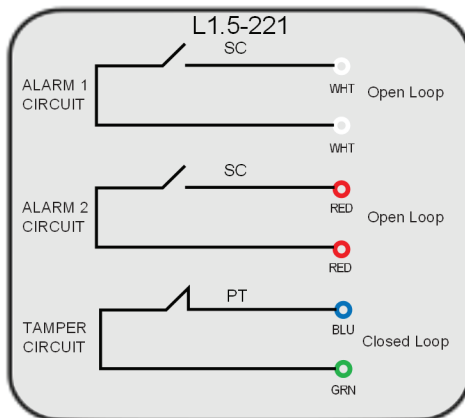 L1.5-221
SC
ALARM 1
CIRCUIT
WHT
Open Loop
WHT
SC
ALARM 2
CIRCUIT
RED
Open Loop
RED
PT
TAMPER
CIRCUIT
BLU
Closed Loop
GRN